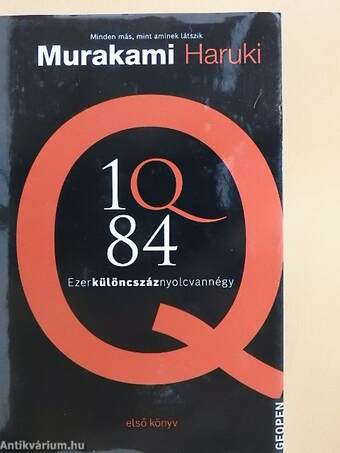 Minden más, mint aminek látszik
Murakami Haruki
Q
1Q
84
Ezerkülöncszáznyolcvannégy
első könyv
GEOPEN
Antikvárium.hu